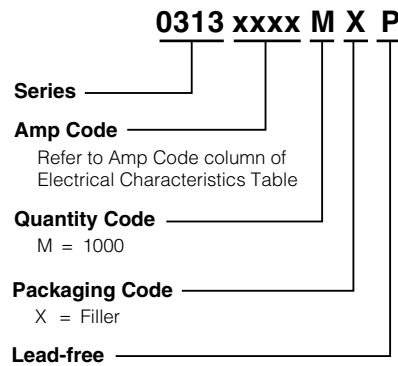 0313 xxxx M X P
Series
Amp Code
Refer to Amp Code column of
Electrical Characteristics Table
Quantity Code
M = 1000
Packaging Code
X = Filler
Lead-free